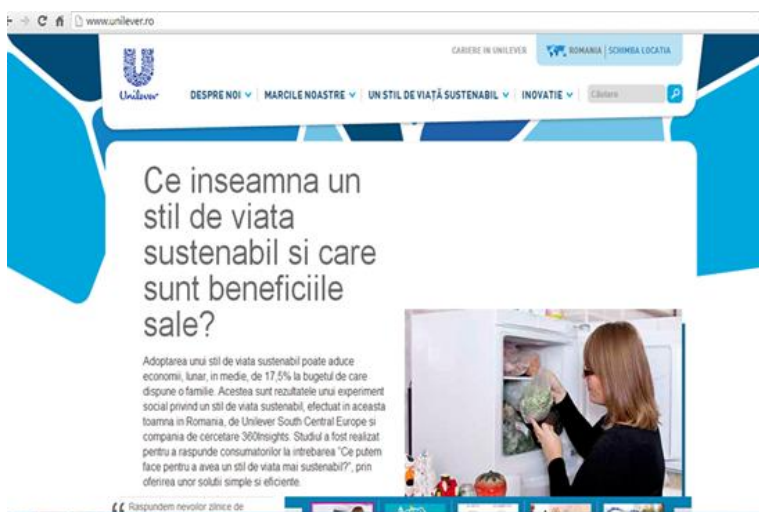 www.unilever.ro
CARIERE IN UNILEVER ROMANIA | SCHIMBA LOCATIA
Unilever
DESPRE NOI MARCILE NOASTRE UN STIL DE VIAȚĂ SUSTENABIL INOVATIE Căutare
Ce inseamna un
stil de viata
sustenabil si care
sunt beneficiile
sale?
Adoptarea unui stil de viata sustenabil poate aduce
economii, lunar, in medie, de 17,5% la bugetul de care
dispune o familie. Acestea sunt rezultatele unui experiment
social privind un stil de viata sustenabil, efectuat in aceasta
toamna in Romania, de Unilever South Central Europe si
compania de cercetare 360Insights. Studiul a fost realizat
pentru a raspunde consumatorilor la intrebarea "Ce putem
face pentru a avea un stil de viata mai sustenabil?", prin
oferirea unor solutii simple si eficiente.
Raspundem nevoilor zilnice de